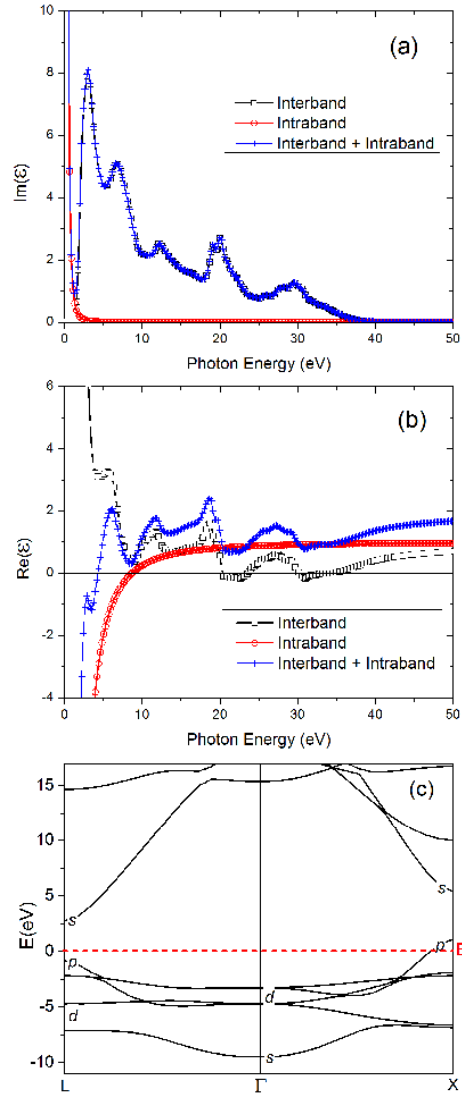 10
8
6
4
2
0
Im(ε)
(a)
Interband
Intraband
Interband + Intraband
0 10 20 30 40 50
Photon Energy (eV)
6
4
2
0
-2
-4
Re(ε)
(b)
Interband
Intraband
Interband + Intraband
0 10 20 30 40 50
Photon Energy (eV)
15
10
5
0
-5
-10
E(eV)
(c)
s
s
p
p
d
d
s
E
L Γ X